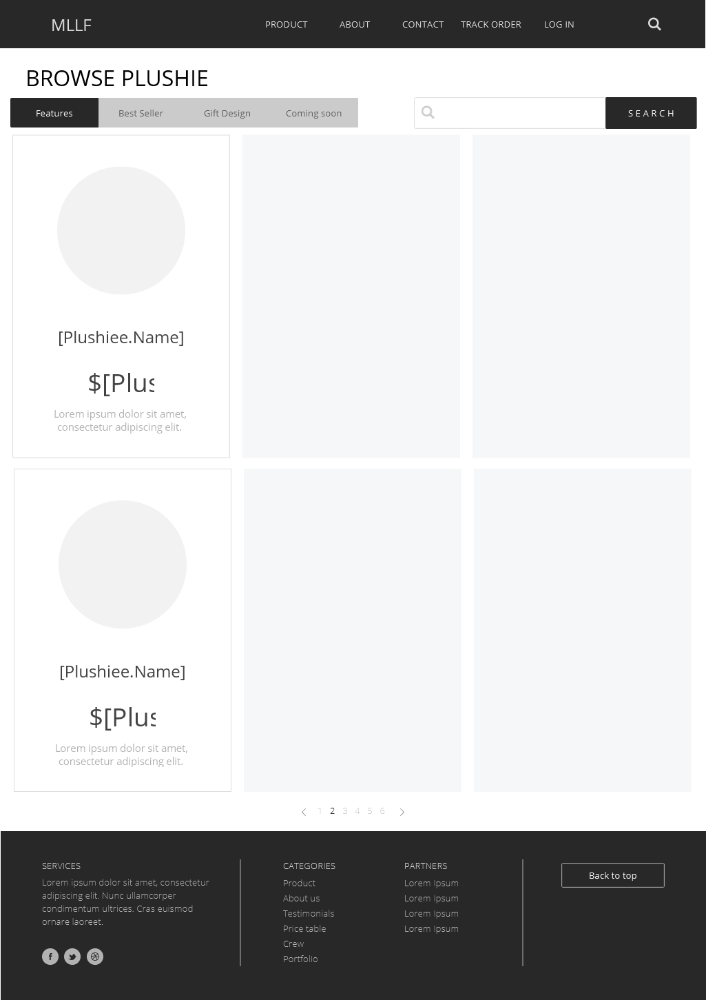 MLLF
PRODUCT ABOUT CONTACT TRACK ORDER LOG IN
BROWSE PLUSHIE
Features Best Seller Gift Design Coming soon
SEARCH
[Plushiee.Name]
$[Plus
Lorem ipsum dolor sit amet,
consectetur adipiscing elit.
[Plushiee.Name]
$[Plus
Lorem ipsum dolor sit amet,
consectetur adipiscing elit.
1 2 3 4 5 6
SERVICES
Lorem ipsum dolor sit amet, consectetur
adipiscing elit. Nunc ullamcorper
condimentum ultrices. Cras euismod
ornare laoreet.
CATEGORIES
Product
About us
Testimonials
Price table
Crew
Portfolio
PARTNERS
Lorem Ipsum
Lorem Ipsum
Lorem Ipsum
Lorem Ipsum
Back to top